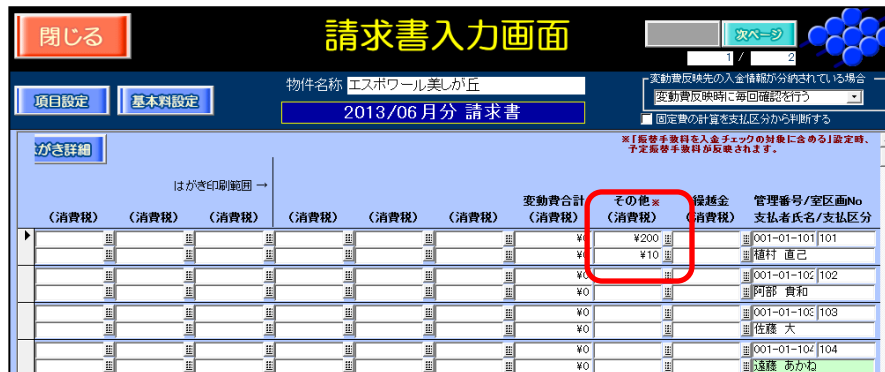 閉じる
請求書入力画面
次ページ
1 / 2
項目設定
基本料設定
物件名称 エスポワール美しが丘
2013/06月分 請求書
変動費反映先の入金情報が分納されている場合
変動費反映時に毎回確認を行う
固定費の計算を支払区分から判断する
がき詳細
※「振替手数料を入金チェックの対象に含める」設定時、
予定振替手数料が反映されます。
はがき印刷範囲 →
変動費合計 その他※ 繰越金 管理番号/室区画No
(消費税) (消費税) (消費税) (消費税) (消費税) (消費税) (消費税) (消費税) (消費税) 支払者氏名/支払区分
¥0 ¥200 001-01-101 101
¥0 ¥10 植村 直己
¥0 001-01-102 102
¥0 阿部 貴和
¥0 001-01-103 103
¥0 佐藤 大
¥0 001-01-104 104
¥0 遠藤 あかね